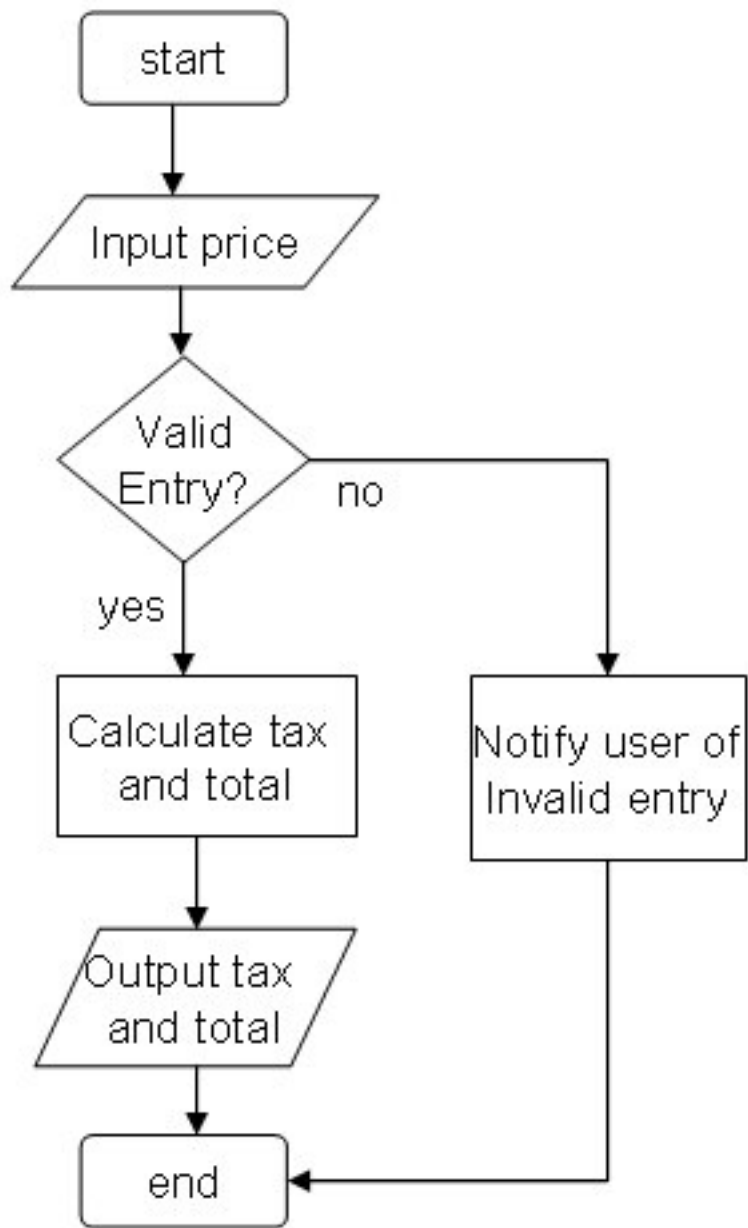 start
Input price
Valid
Entry?
no
yes
Calculate tax
and total
Notify user of
Invalid entry
Output tax
and total
end